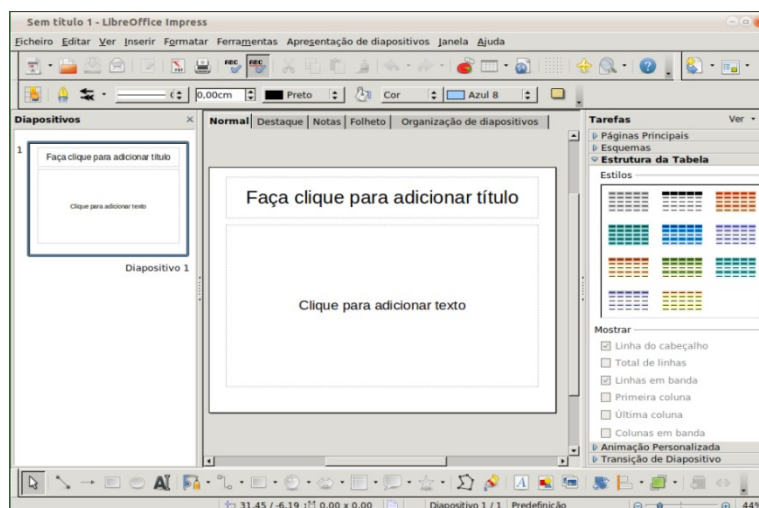 Sem título 1 - LibreOffice Impress
Ficheiro Editar Ver Inserir Formatar Ferramentas Apresentação de diapositivos Janela Ajuda
0,00cm Preto Cor Azul 8
Diapositivos
Normal Destaque Notas Folheto Organização de diapositivos
Tarefas Ver
1
Faça clique para adicionar título
Clique para adicionar texto
Diapositivo 1
Faça clique para adicionar título
Clique para adicionar texto
Páginas Principais
Esquemas
Estrutura da Tabela
Estilos
Mostrar
Linha do cabeçalho
Total de linhas
Linhas em banda
Primeira coluna
Última coluna
Colunas em banda
Animação Personalizada
Transição de Diapositivo
31,45 / -6,19 0,00 x 0,00 Diapositivo 1 / 1 Predefinição 44%